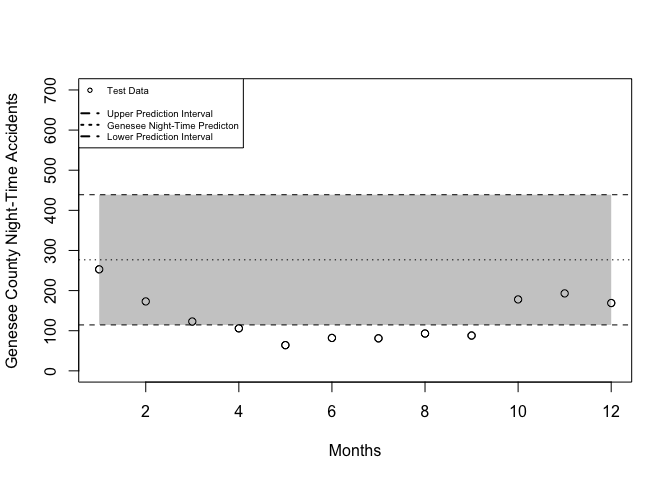 Genesee County Night-Time Accidents
700
600
500
400
300
200
100
0
Test Data
Upper Prediction Interval
Genesee Night-Time Predicton
Lower Prediction Interval
2 4 6 8 10 12
Months